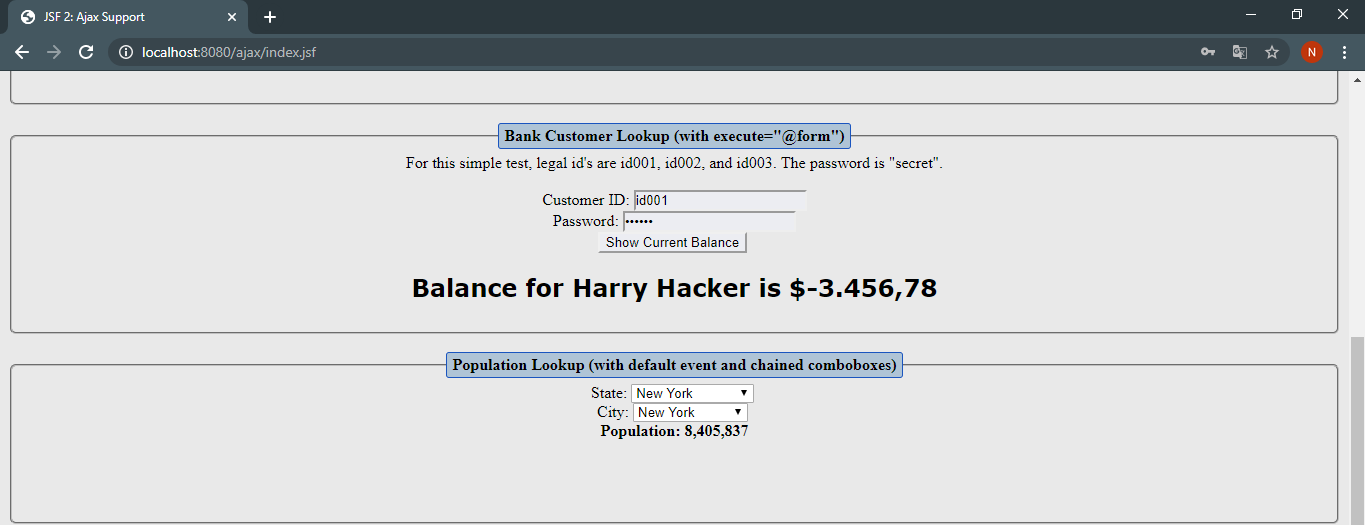 JSF 2: Ajax Support
localhost:8080/ajax/index.jsf
N
Bank Customer Lookup (with execute="@form")
For this simple test, legal id's are id001, id002, and id003. The password is "secret".
Customer ID: id001
Password: ••••••
Show Current Balance
Balance for Harry Hacker is $-3.456,78
Population Lookup (with default event and chained comboboxes)
State: New York
City: New York
Population: 8,405,837